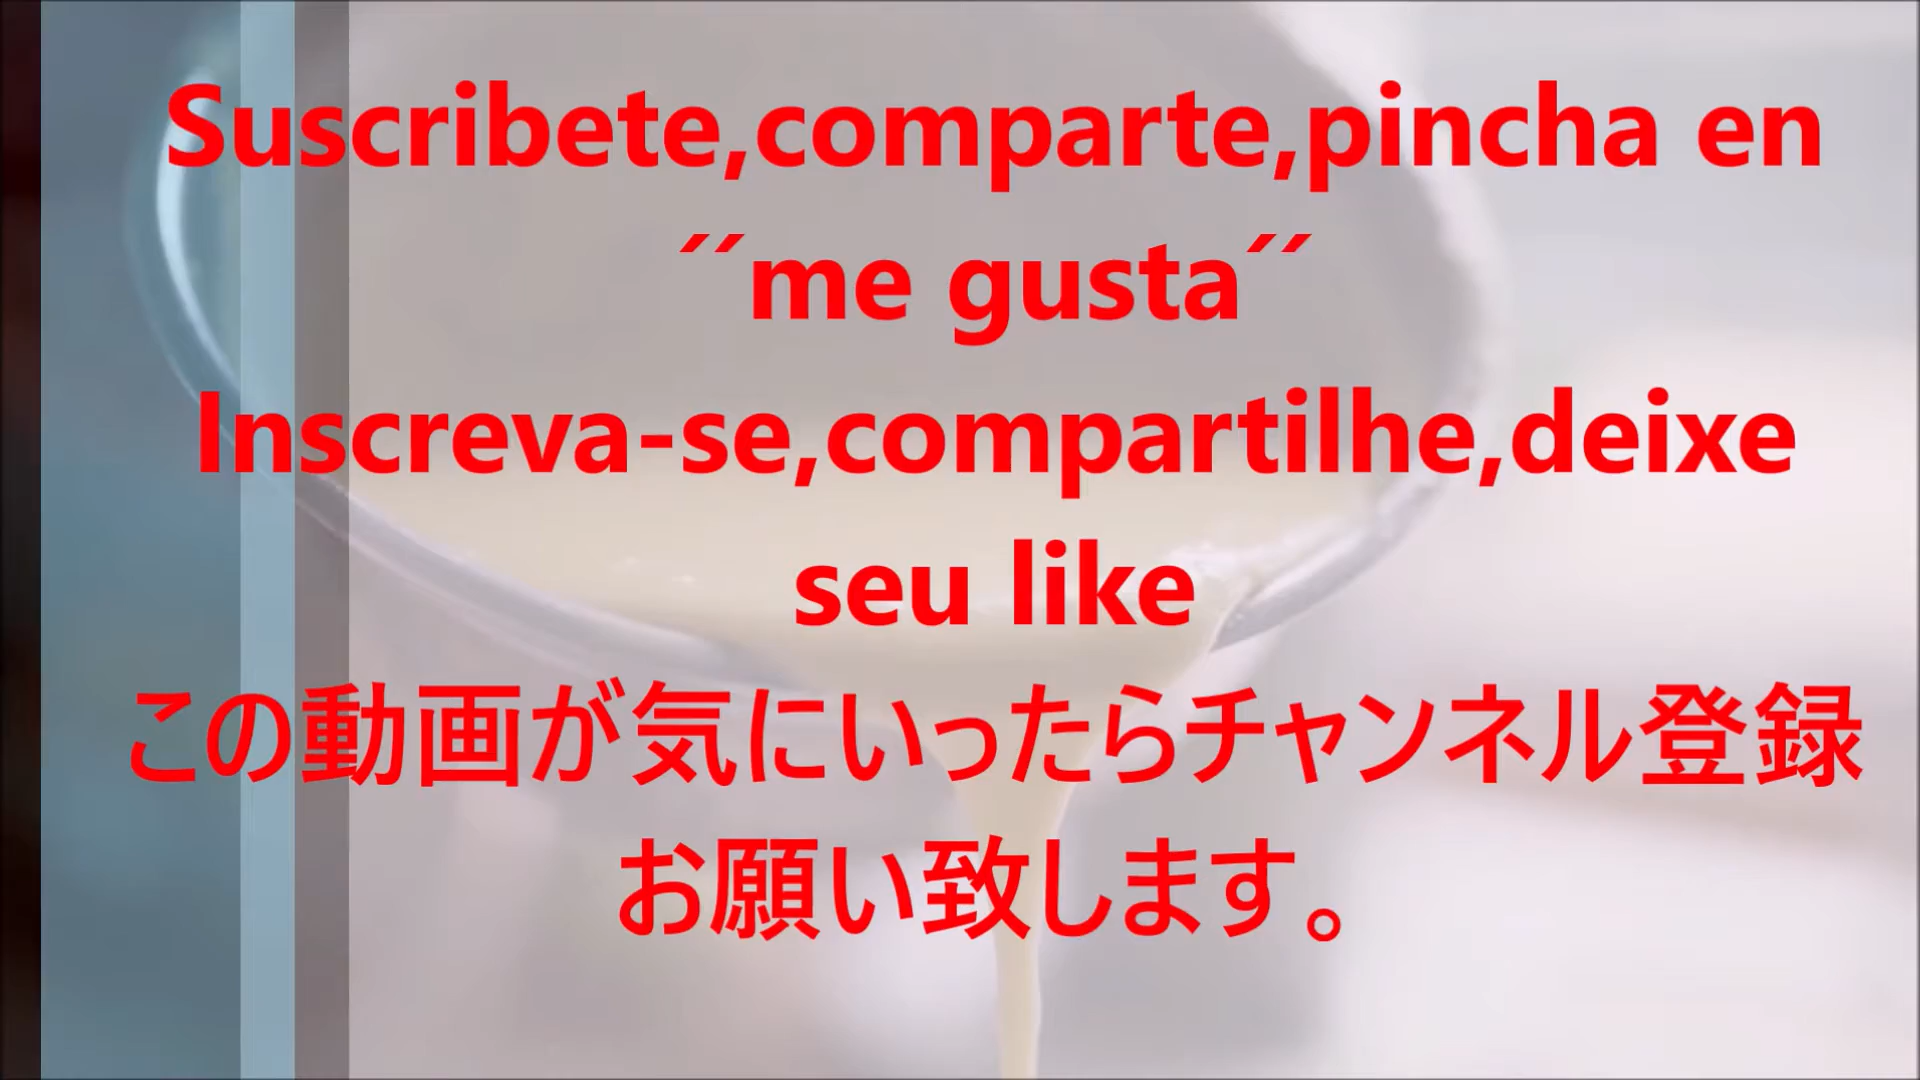 Suscribete,comparte,pincha en
´´me gusta´´
Inscreva-se,compartilhe,deixe
seu like
この動画が気にいったらチャンネル登録
お願い致します。